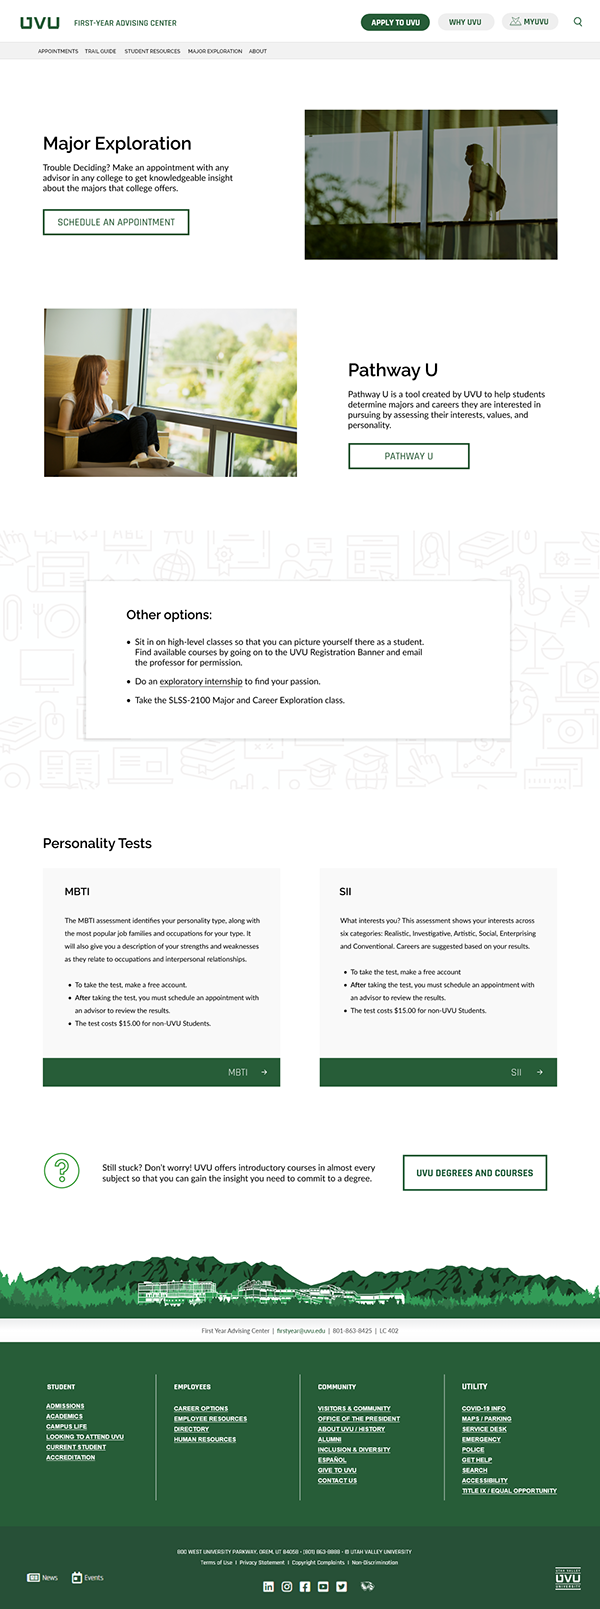 UVU FIRST-YEAR ADVISING CENTER APPLY TO UVU WHY UVU MYUVU
APPOINTMENTS TRAIL GUIDE STUDENT RESOURCES MAJOR EXPLORATION ABOUT
Major Exploration
Trouble Deciding? Make an appointment with any
advisor in any college to get knowledgeable insight
about the majors that college offers.
SCHEDULE AN APPOINTMENT
Pathway U
Pathway U is a tool created by UVU to help students
determine majors and careers they are interested in
pursuing by assessing their interests, values, and
personality.
PATHWAY U
ABC
Other options:
• Sit in on high-level classes so that you can picture yourself there as a student.
Find available courses by going on to the UVU Registration Banner and email
the professor for permission.
• Do an exploratory internship to find your passion.
• Take the SLSS-2100 Major and Career Exploration class.
Personality Tests
MBTI
The MBTI assessment identifies your personality type, along with
the most popular job families and occupations for your type. It
will also give you a description of your strengths and weaknesses
as they relate to occupations and interpersonal relationships.
• To take the test, make a free account.
• After taking the test, you must schedule an appointment with
an advisor to review the results.
• The test costs $15.00 for non-UVU Students.
MBTI →
SII
What interests you? This assessment shows your interests across
six categories: Realistic, Investigative, Artistic, Social, Enterprising
and Conventional. Careers are suggested based on your results.
• To take the test, make a free account
• After taking the test, you must schedule an appointment with
an advisor to review the results.
• The test costs $15.00 for non-UVU Students.
SII →
Still stuck? Don't worry! UVU offers introductory courses in almost every
subject so that you can gain the insight you need to commit to a degree.
UVU DEGREES AND COURSES
First Year Advising Center | firstyear@uvu.edu | 801-863-8425 | LC 402
STUDENT
ADMISSIONS
ACADEMICS
CAMPUS LIFE
LOOKING TO ATTEND UVU
CURRENT STUDENT
ACCREDITATION
EMPLOYEES
CAREER OPTIONS
EMPLOYEE RESOURCES
DIRECTORY
HUMAN RESOURCES
COMMUNITY
VISITORS & COMMUNITY
OFFICE OF THE PRESIDENT
ABOUT UVU / HISTORY
ALUMNI
INCLUSION & DIVERSITY
ESPAÑOL
GIVE TO UVU
CONTACT US
UTILITY
COVID-19 INFO
MAPS / PARKING
SERVICE DESK
EMERGENCY
POLICE
GET HELP
SEARCH
ACCESSIBILITY
TITLE IX / EQUAL OPPORTUNITY
800 WEST UNIVERSITY PARKWAY, OREM, UT 84058 · (801) 863-8888 · © UTAH VALLEY UNIVERSITY
Terms of Use | Privacy Statement | Copyright Complaints | Non-Discrimination
News Events
UTAH VALLEY
UVU
UNIVERSITY